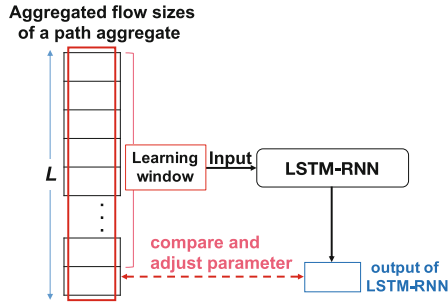 Aggregated flow sizes
of a path aggregate
L
Learning
window
Input
LSTM-RNN
compare and
adjust parameter
output of
LSTM-RNN